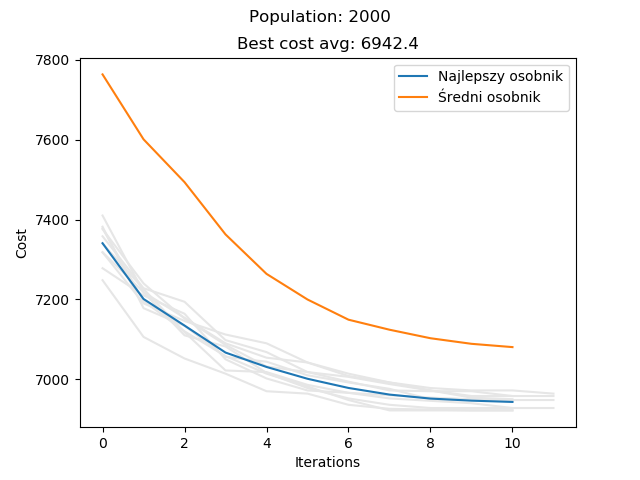 Population: 2000
Best cost avg: 6942.4
Najlepszy osobnik
Średni osobnik
7800
7600
7400
7200
7000
Cost
0 2 4 6 8 10
Iterations